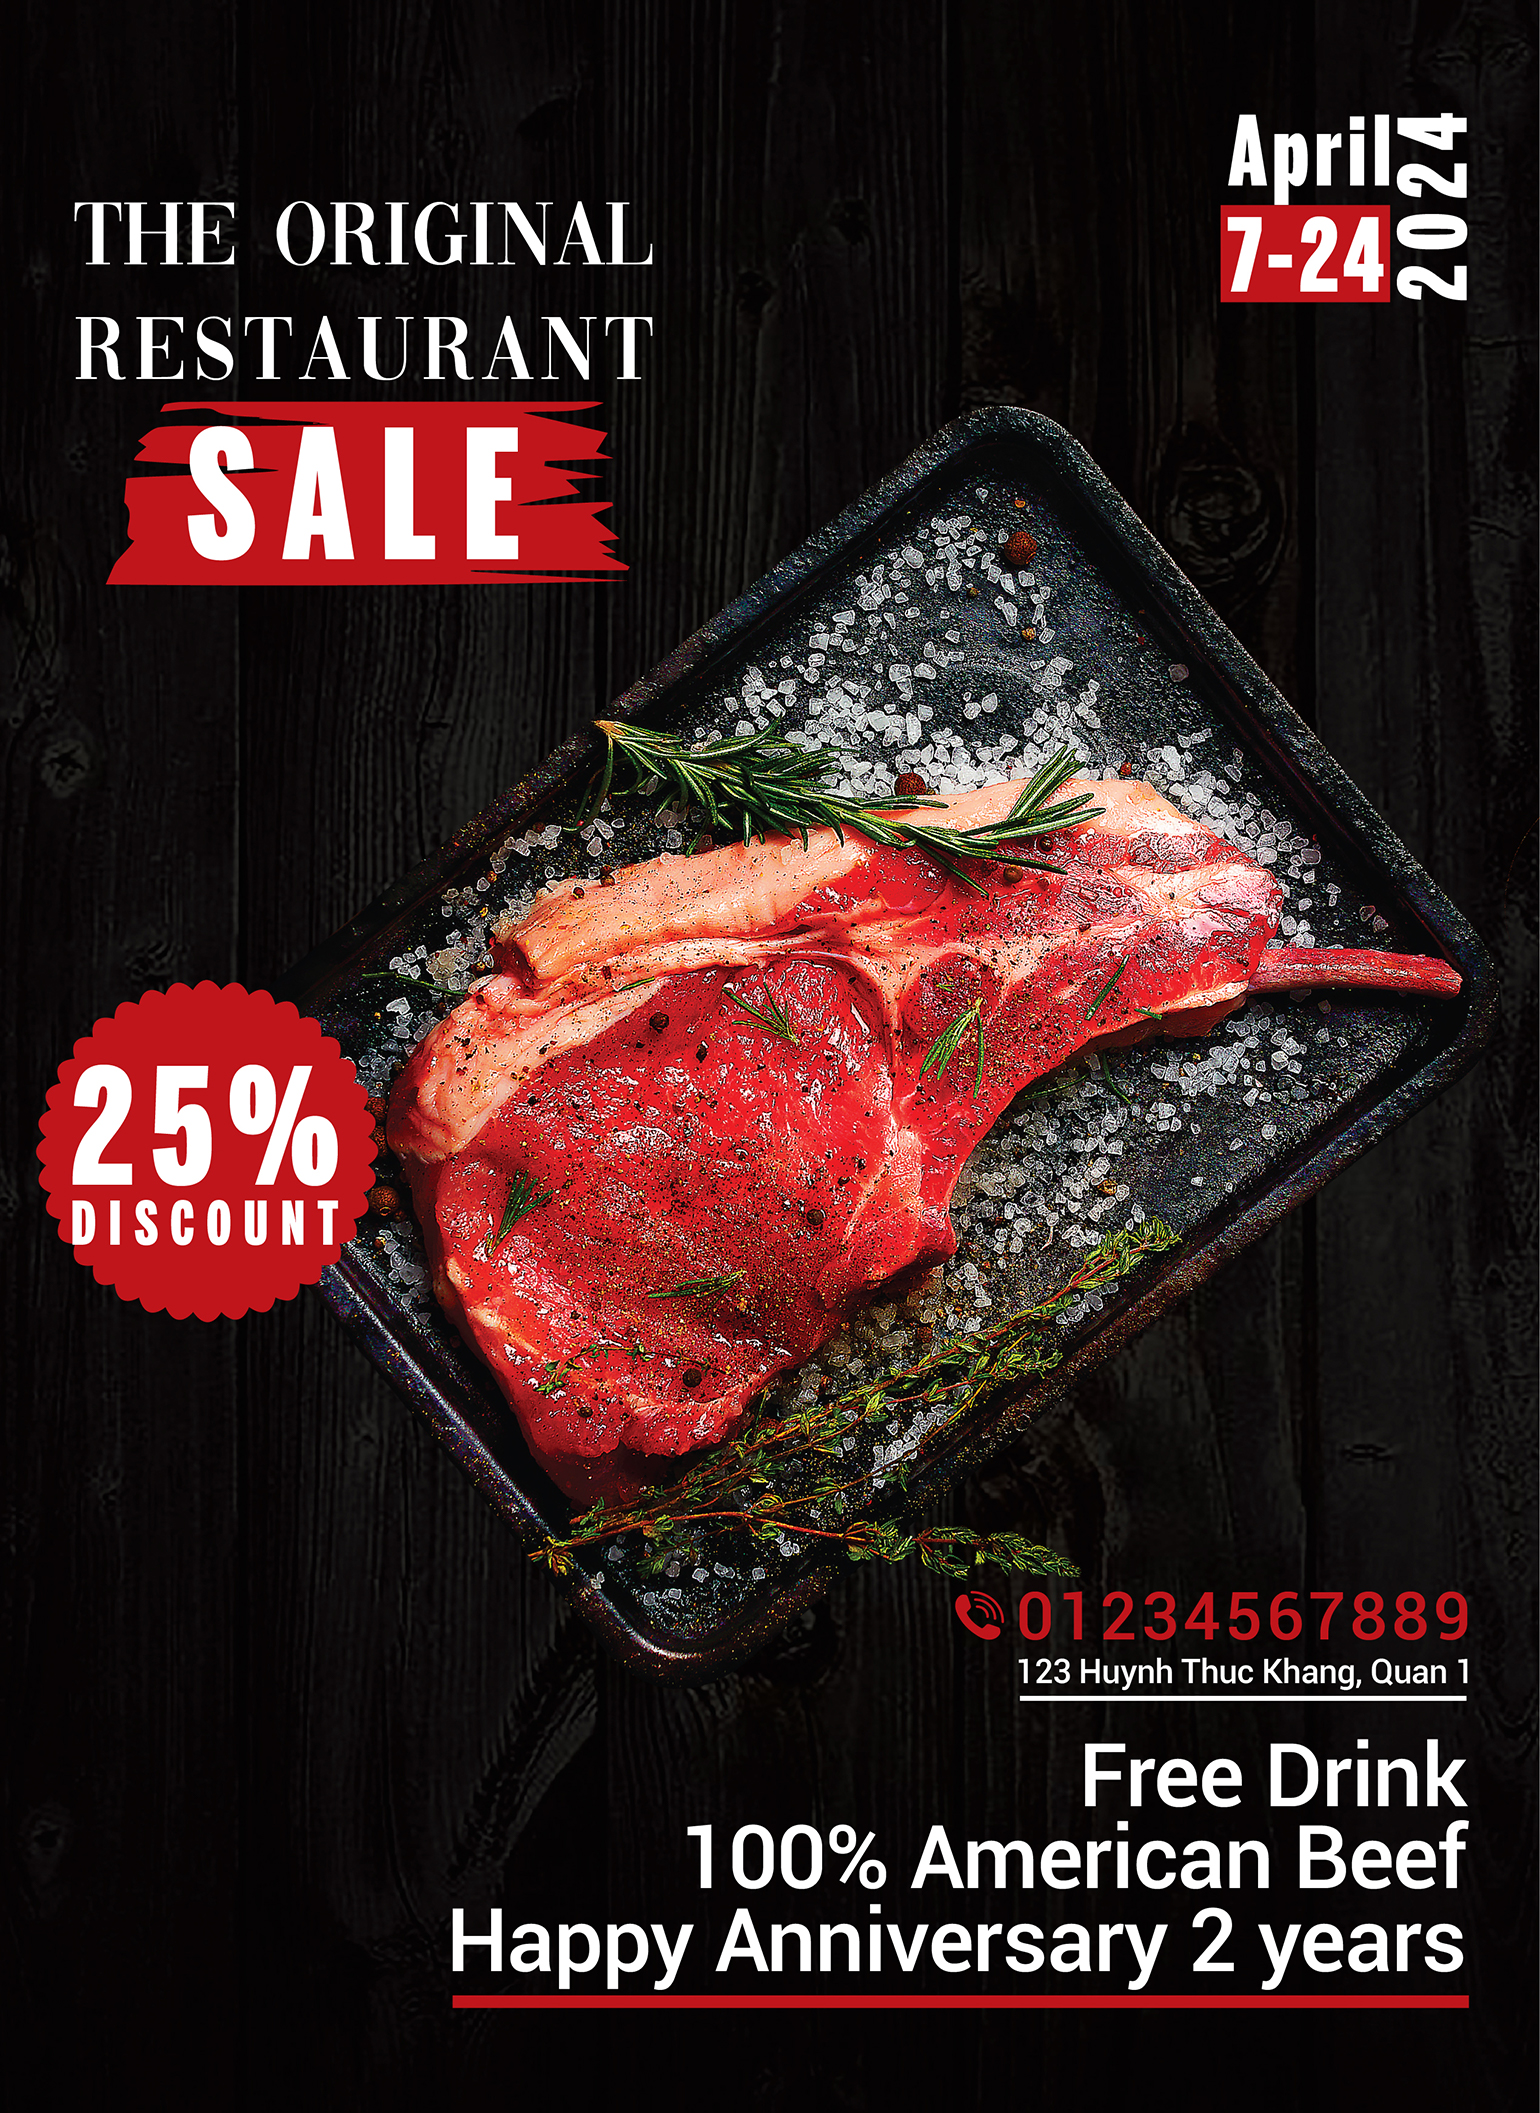 THE ORIGINAL
RESTAURANT
SALE
April
7-24
2024
25%
DISCOUNT
01234567889
123 Huynh Thuc Khang, Quan 1
Free Drink
100% American Beef
Happy Anniversary 2 years